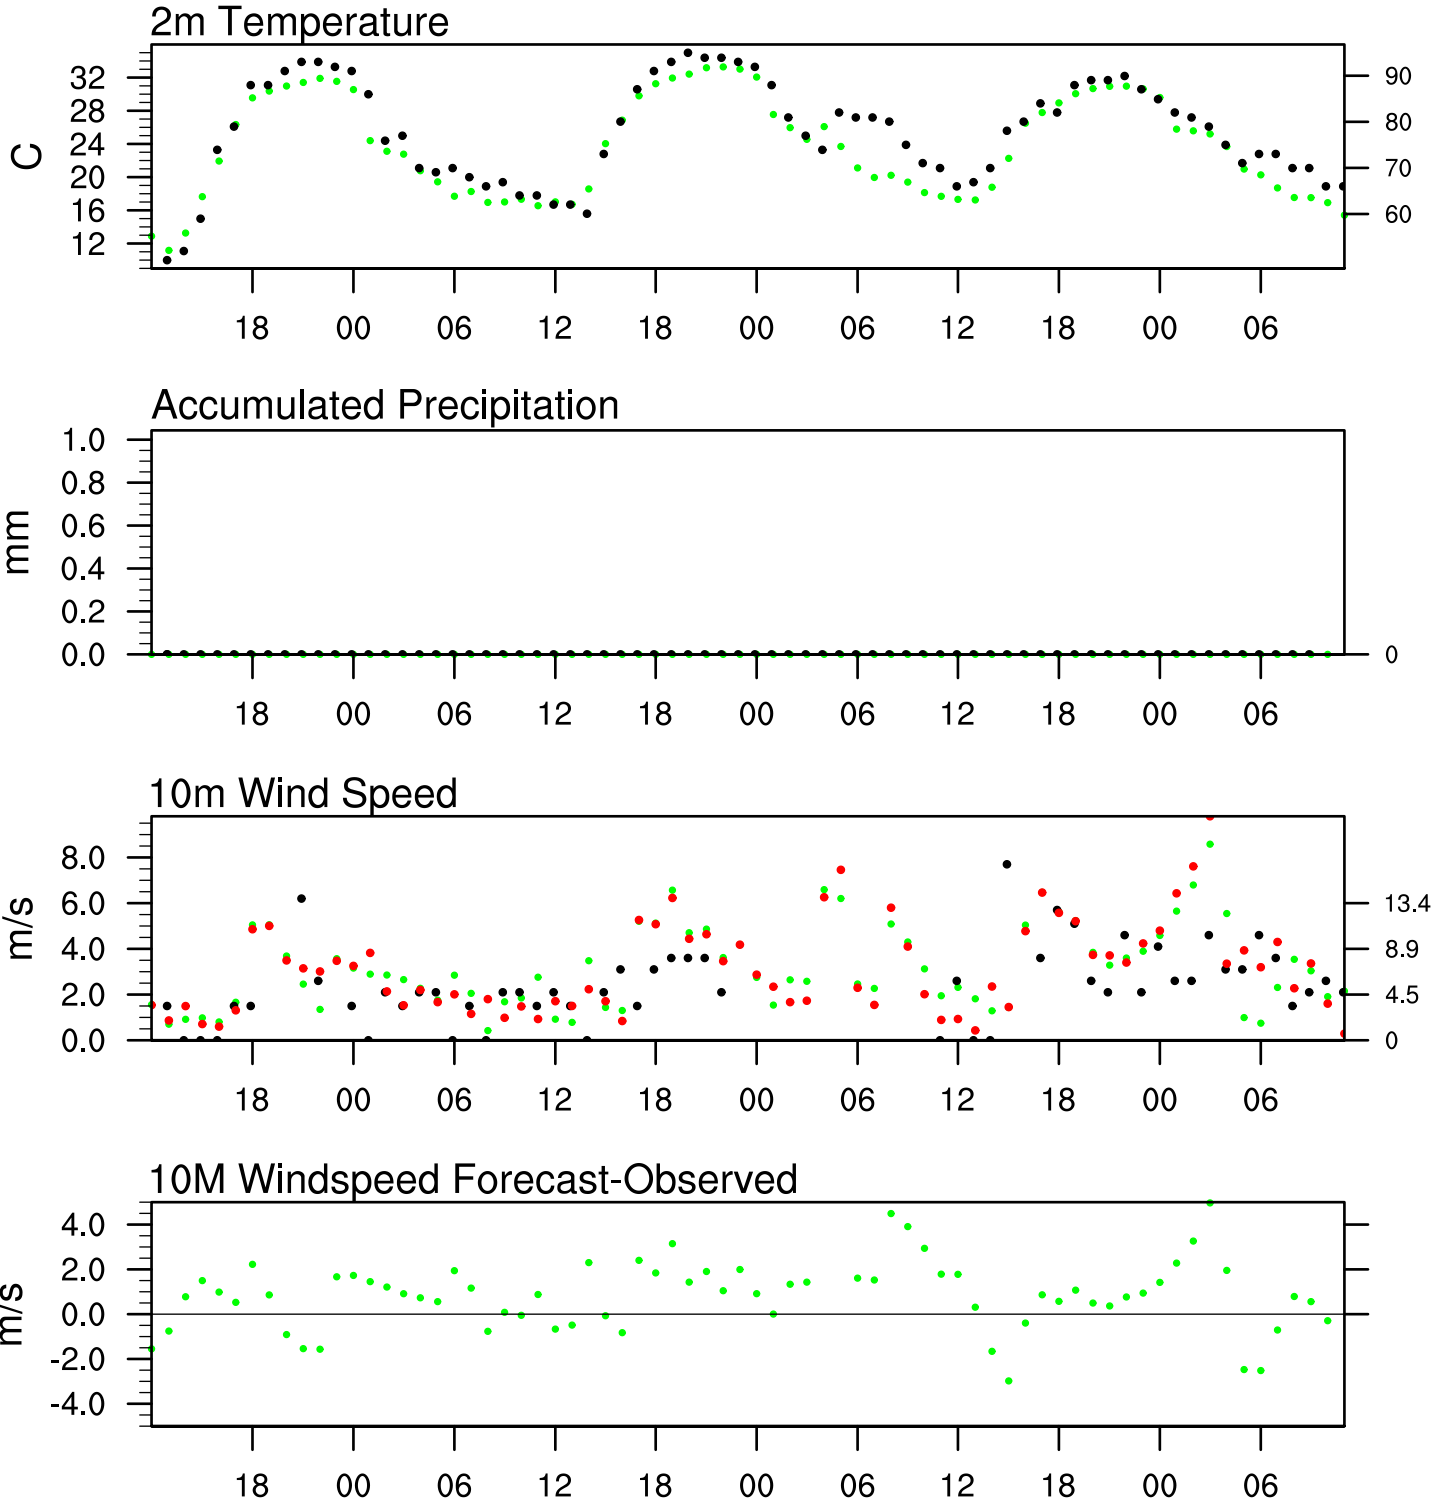 2m Temperature
C
32
28
24
20
16
12
90
80
70
60
18 00 06 12 18 00 06 12 18 00 06
Accumulated Precipitation
mm
1.0
0.8
0.6
0.4
0.2
0.0
0
18 00 06 12 18 00 06 12 18 00 06
10m Wind Speed
m/s
8.0
6.0
4.0
2.0
0.0
13.4
8.9
4.5
0
18 00 06 12 18 00 06 12 18 00 06
10M Windspeed Forecast-Observed
m/s
4.0
2.0
0.0
-2.0
-4.0
18 00 06 12 18 00 06 12 18 00 06